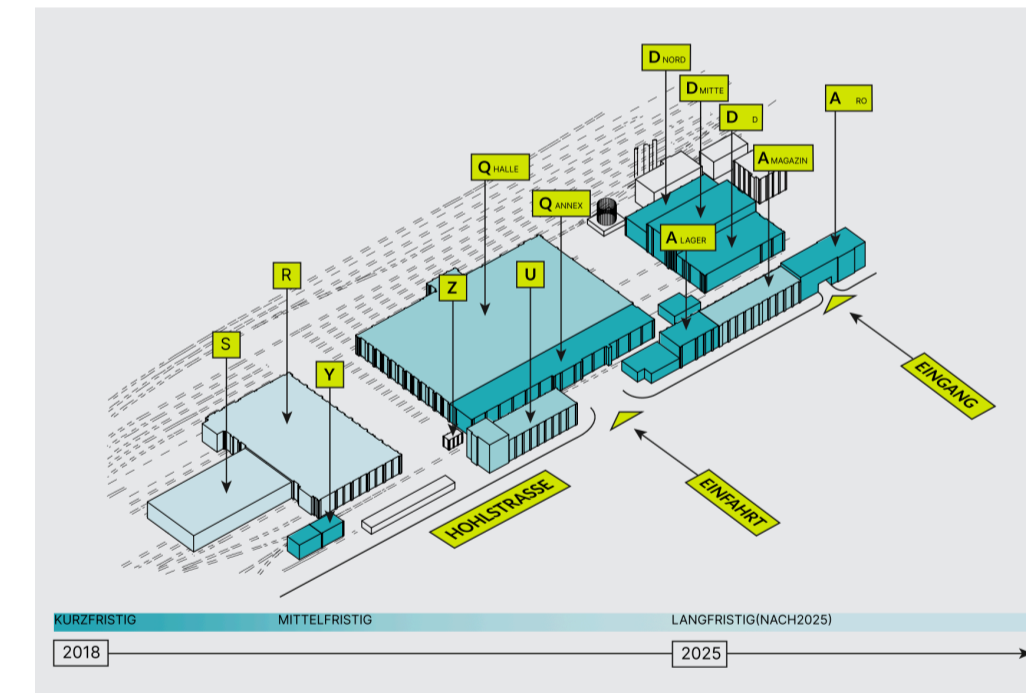 D NORD
D MITTE
A RO
D D
A MAGAZIN
Q HALLE
Q ANNEX
A LAGER
R
Z
U
S
Y
EINGANG
EINFAHRT
HOHLSTRASSE
KURZFRISTIG MITTELFRISTIG LANGFRISTIG(NACH2025)
2018 2025